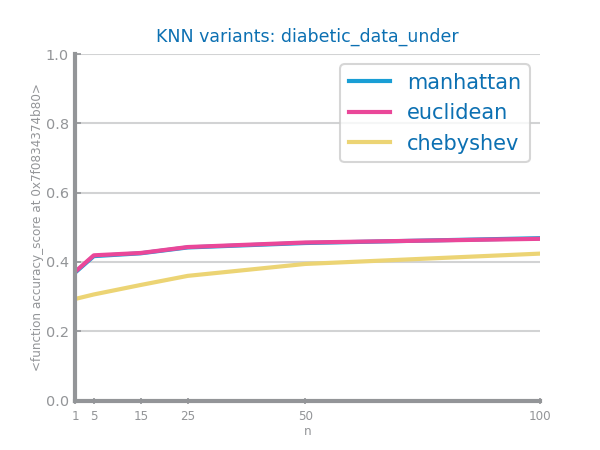 KNN variants: diabetic_data_under
<function accuracy_score at 0x7f0834374b80>
1.0
0.8
0.6
0.4
0.2
0.0
manhattan
euclidean
chebyshev
1 5 15 25 50 100
n